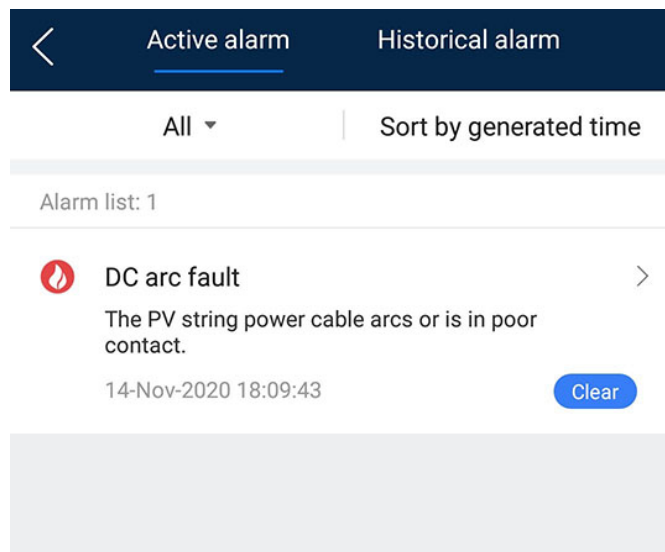 Active alarm Historical alarm
All Sort by generated time
Alarm list: 1
DC arc fault
The PV string power cable arcs or is in poor
contact.
14-Nov-2020 18:09:43 Clear